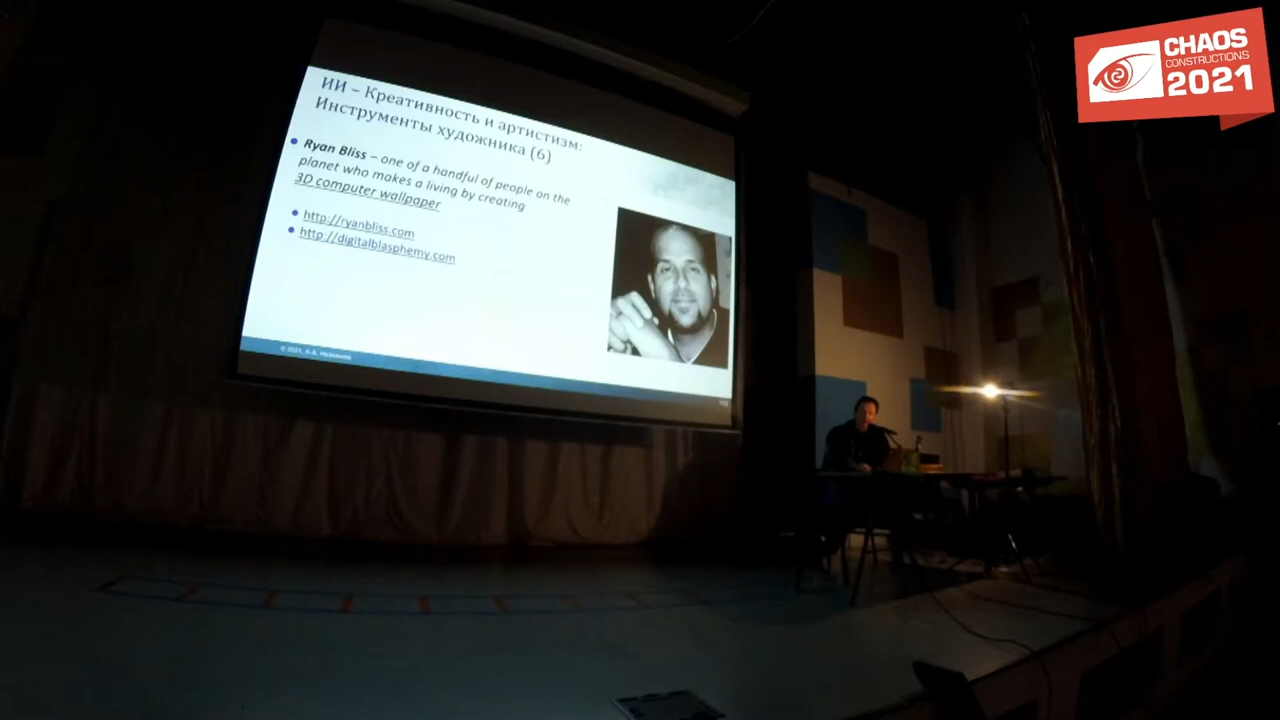 ИИ – Креативность и артистизм:
Инструменты художника (6)
Ryan Bliss – one of a handful of people on the
planet who makes a living by creating
3D computer wallpaper
http://ryanbliss.com
http://digitalblasphemy.com
© 2021, А.А.
CHAOS
CONSTRUCTIONS
2021